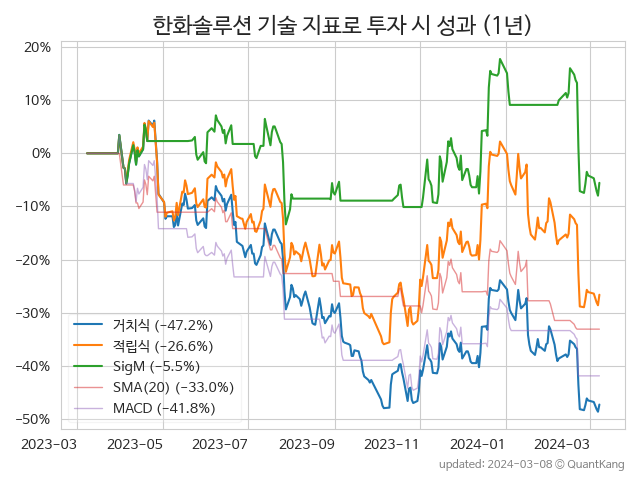 한화솔루션 기술 지표로 투자 시 성과 (1년)
20%
10%
0%
−10%
−20%
−30%
−40%
−50%
거치식 (−47.2%)
적립식 (−26.6%)
SigM (−5.5%)
SMA(20) (−33.0%)
MACD (−41.8%)
2023−03 2023−05 2023−07 2023−09 2023−11 2024−01 2024−03
updated: 2024−03−08 © QuantKang